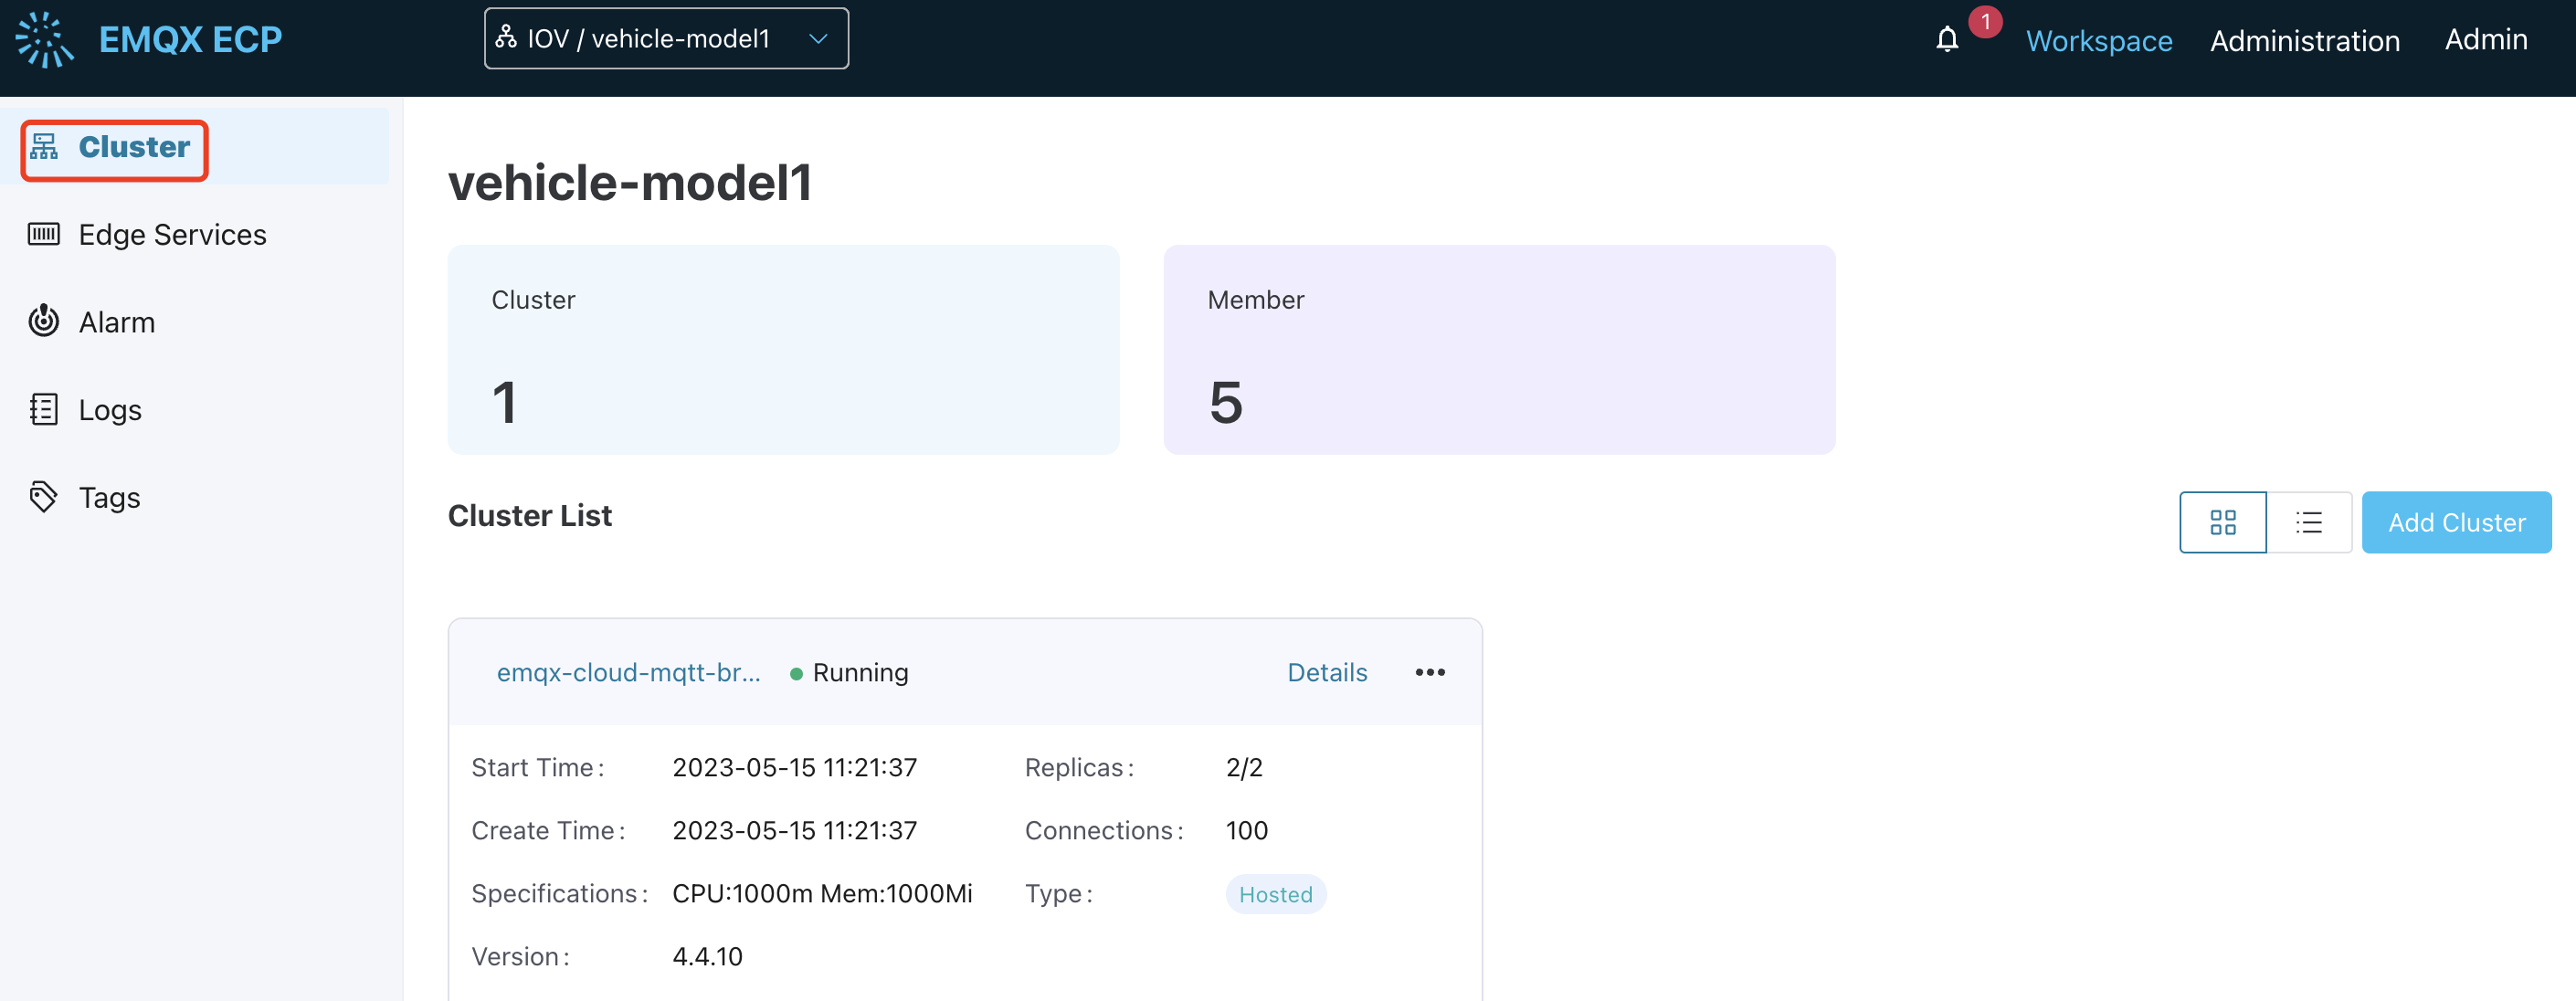 EMQX ECP
IOV / vehicle-model1
1
Workspace
Administration
Admin
Cluster
Edge Services
Alarm
Logs
Tags
vehicle-model1
Cluster
1
Member
5
Cluster List
Add Cluster
emqx-cloud-mqtt-br...
Running
Details
Start Time: 2023-05-15 11:21:37
Replicas: 2/2
Create Time: 2023-05-15 11:21:37
Connections: 100
Specifications: CPU:1000m Mem:1000Mi
Type: Hosted
Version: 4.4.10